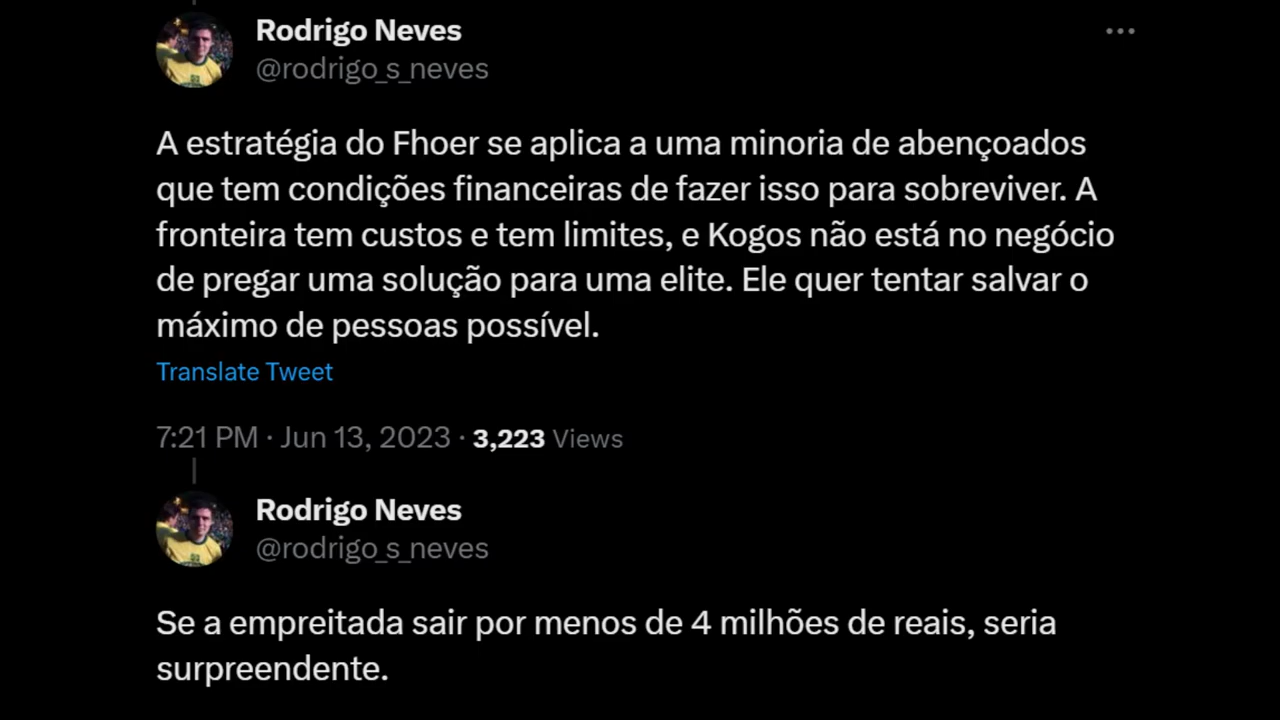 Rodrigo Neves
@rodrigo_s_neves
A estratégia do Fhoer se aplica a uma minoria de abençoados
que tem condições financeiras de fazer isso para sobreviver. A
fronteira tem custos e tem limites, e Kogos não está no negócio
de pregar uma solução para uma elite. Ele quer tentar salvar o
máximo de pessoas possível.
Translate Tweet
7:21 PM · Jun 13, 2023 · 3,223 Views
Rodrigo Neves
@rodrigo_s_neves
Se a empreitada sair por menos de 4 milhões de reais, seria
surpreendente.